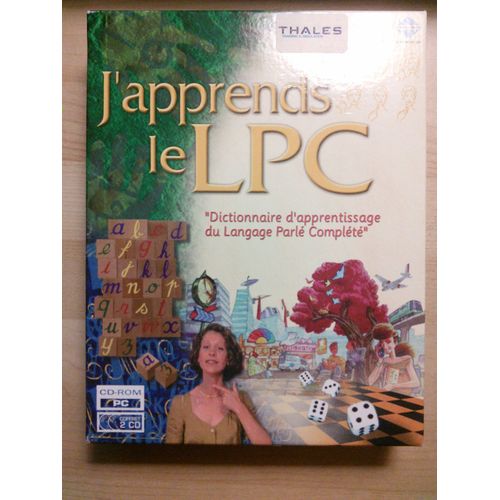 THALES
J'apprends
le LPC
"Dictionnaire d'apprentissage
du Langage Parlé Complété"
a b c d
e f g h
i j k l
m n o p
q r s t
u v w x
y z
a
CD-ROM
PC
COFFRET
2 CD